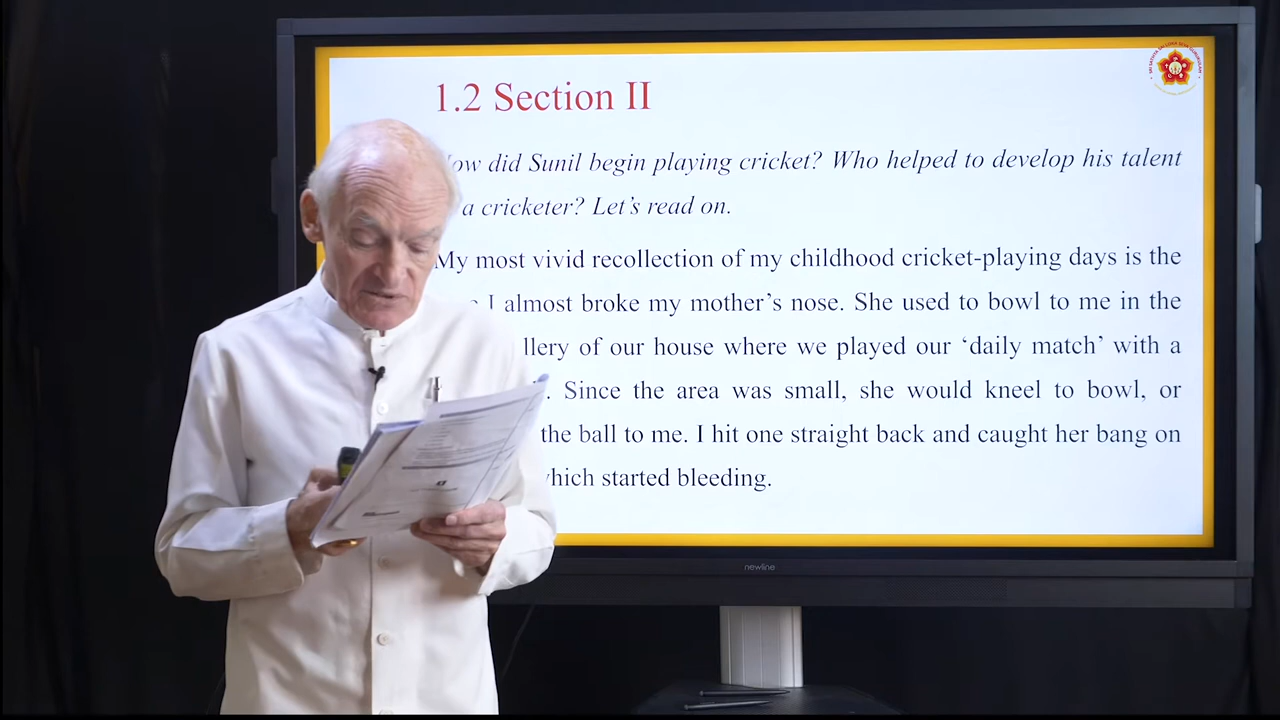 1.2 Section II
ow did Sunil begin playing cricket? Who helped to develop his talent
a cricketer? Let's read on.
My most vivid recollection of my childhood cricket-playing days is the
I almost broke my mother's nose. She used to bowl to me in the
llery of our house where we played our 'daily match' with a
. Since the area was small, she would kneel to bowl, or
the ball to me. I hit one straight back and caught her bang on
hich started bleeding.
newline